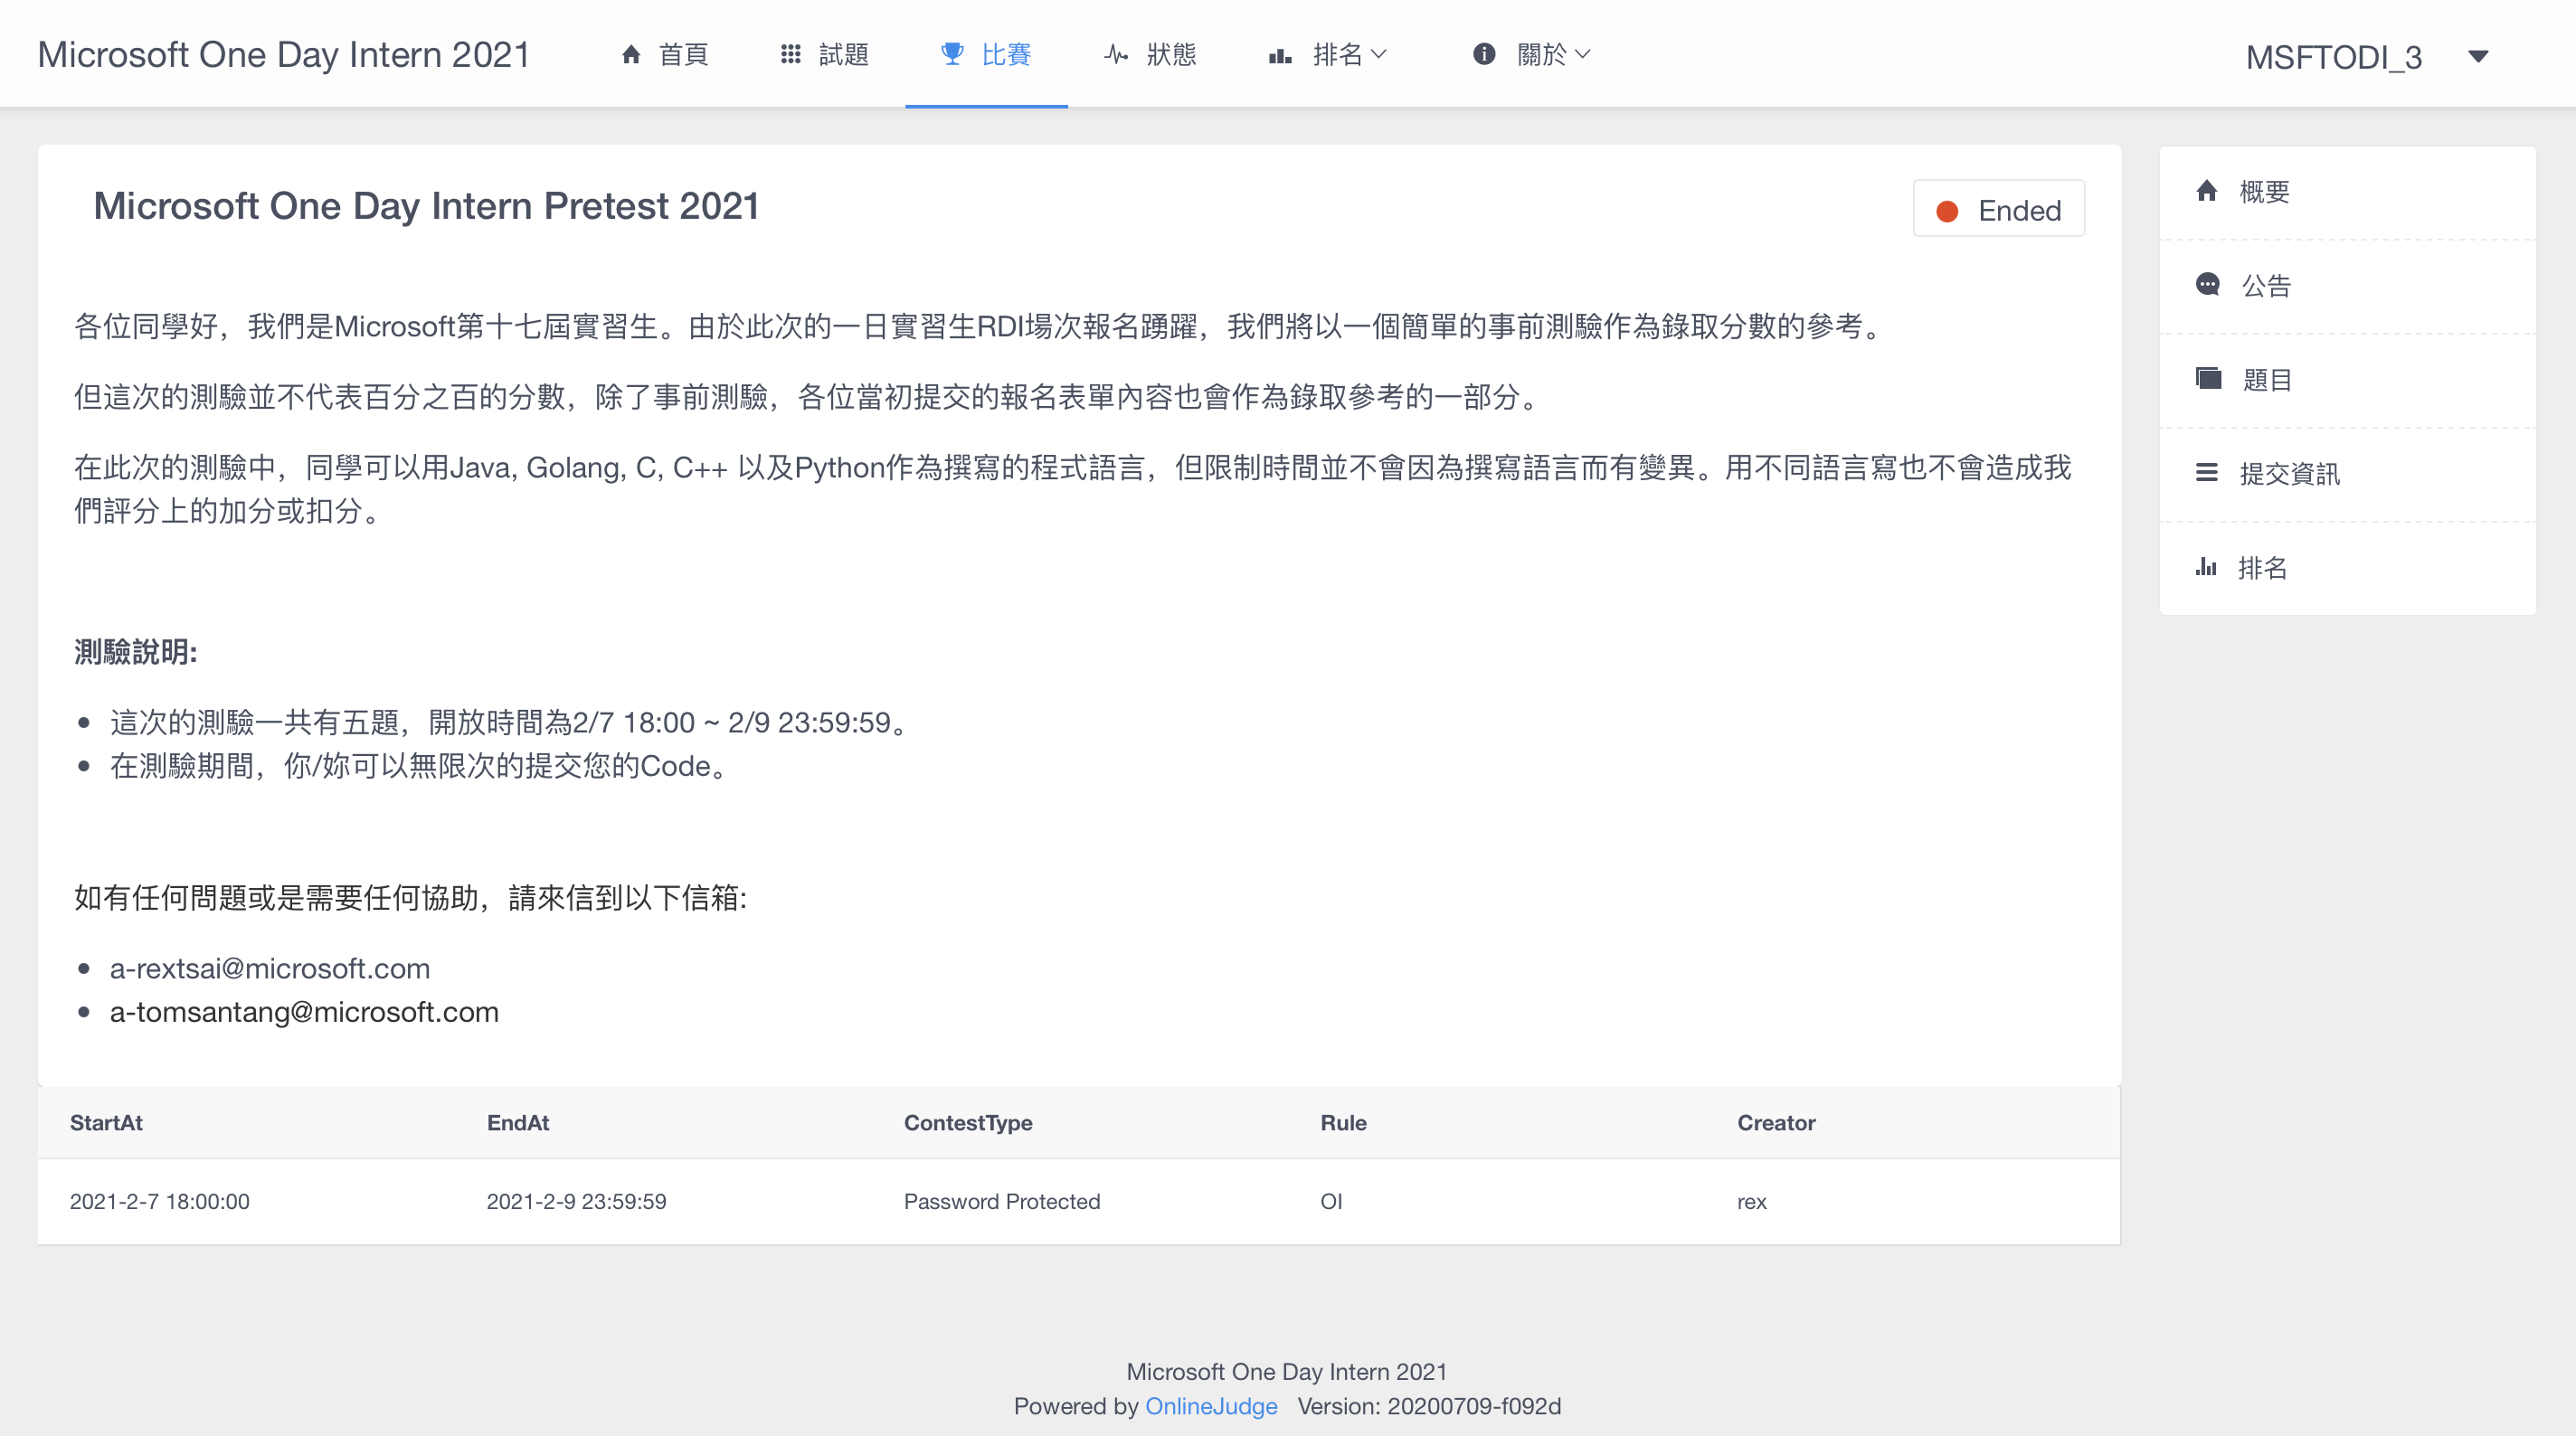 Microsoft One Day Intern 2021 首頁 試題 比賽 狀態 排名 關於 MSFTODI_3
Microsoft One Day Intern Pretest 2021
Ended
各位同學好，我們是Microsoft第十七屆實習生。由於此次的一日實習生RDI場次報名踴躍，我們將以一個簡單的事前測驗作為錄取分數的參考。
但這次的測驗並不代表百分之百的分數，除了事前測驗，各位當初提交的報名表單內容也會作為錄取參考的一部分。
在此次的測驗中，同學可以用Java, Golang, C, C++ 以及Python作為撰寫的程式語言，但限制時間並不會因為撰寫語言而有變異。用不同語言寫也不會造成我
們評分上的加分或扣分。
測驗說明:
這次的測驗一共有五題，開放時間為2/7 18:00 ~ 2/9 23:59:59。
在測驗期間，你/妳可以無限次的提交您的Code。
如有任何問題或是需要任何協助，請來信到以下信箱:
a-rextsai@microsoft.com
a-tomsantang@microsoft.com
StartAt EndAt ContestType Rule Creator
2021-2-7 18:00:00 2021-2-9 23:59:59 Password Protected OI rex
概要
公告
題目
提交資訊
排名
Microsoft One Day Intern 2021
Powered by OnlineJudge Version: 20200709-f092d